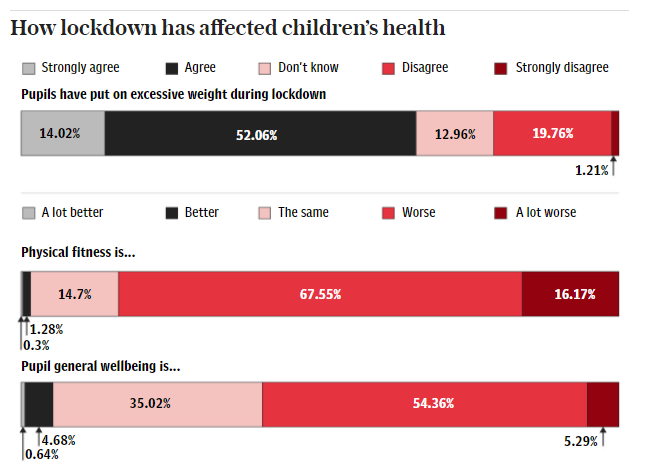 How lockdown has affected children's health
Strongly agree Agree Don't know Disagree Strongly disagree
Pupils have put on excessive weight during lockdown
14.02% 52.06% 12.96% 19.76%
1.21%
A lot better Better The same Worse A lot worse
Physical fitness is...
14.7% 67.55% 16.17%
1.28%
0.3%
Pupil general wellbeing is...
35.02% 54.36%
4.68% 5.29%
0.64%